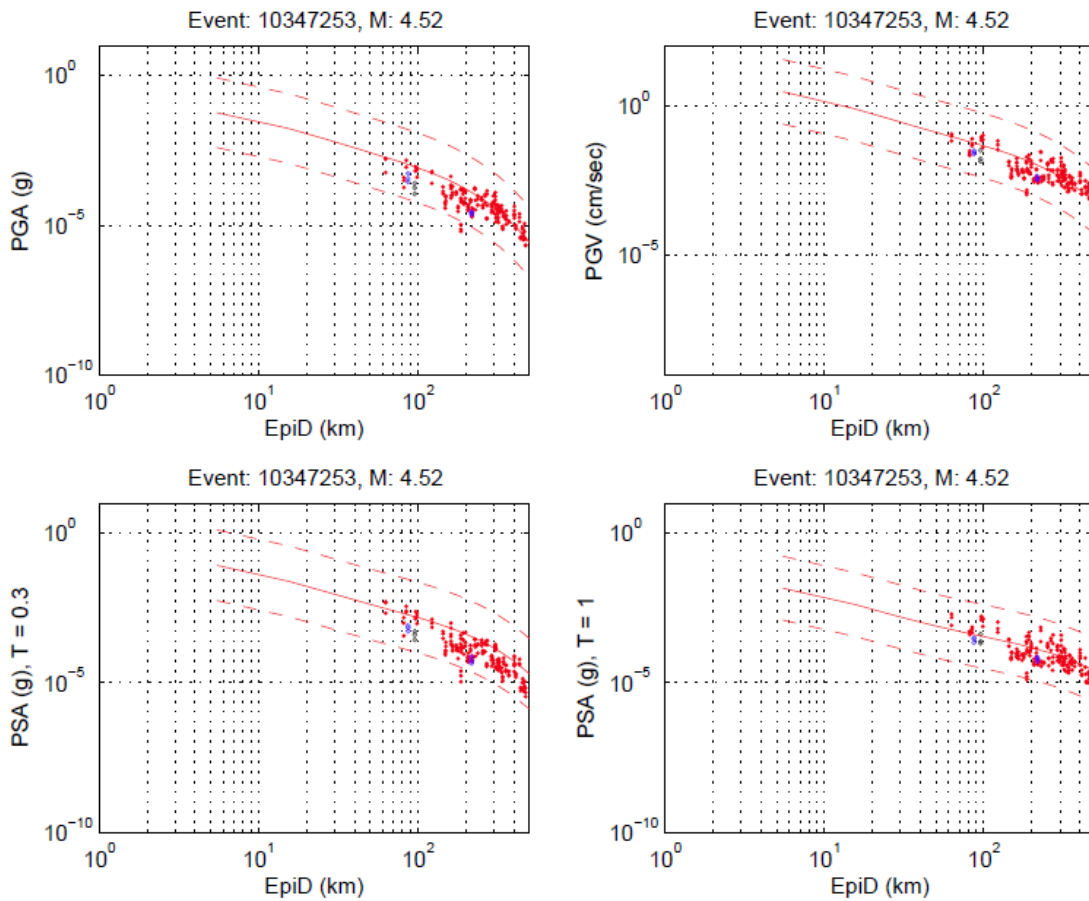 Event: 10347253, M: 4.52
PGA (g)
10^0
10^-5
10^-10
10^0
10^1
10^2
EpiD (km)
Event: 10347253, M: 4.52
PGV (cm/sec)
10^0
10^-5
10^0
10^1
10^2
EpiD (km)
Event: 10347253, M: 4.52
PSA (g), T = 0.3
10^0
10^-5
10^-10
10^0
10^1
10^2
EpiD (km)
Event: 10347253, M: 4.52
PSA (g), T = 1
10^0
10^-5
10^-10
10^0
10^1
10^2
EpiD (km)